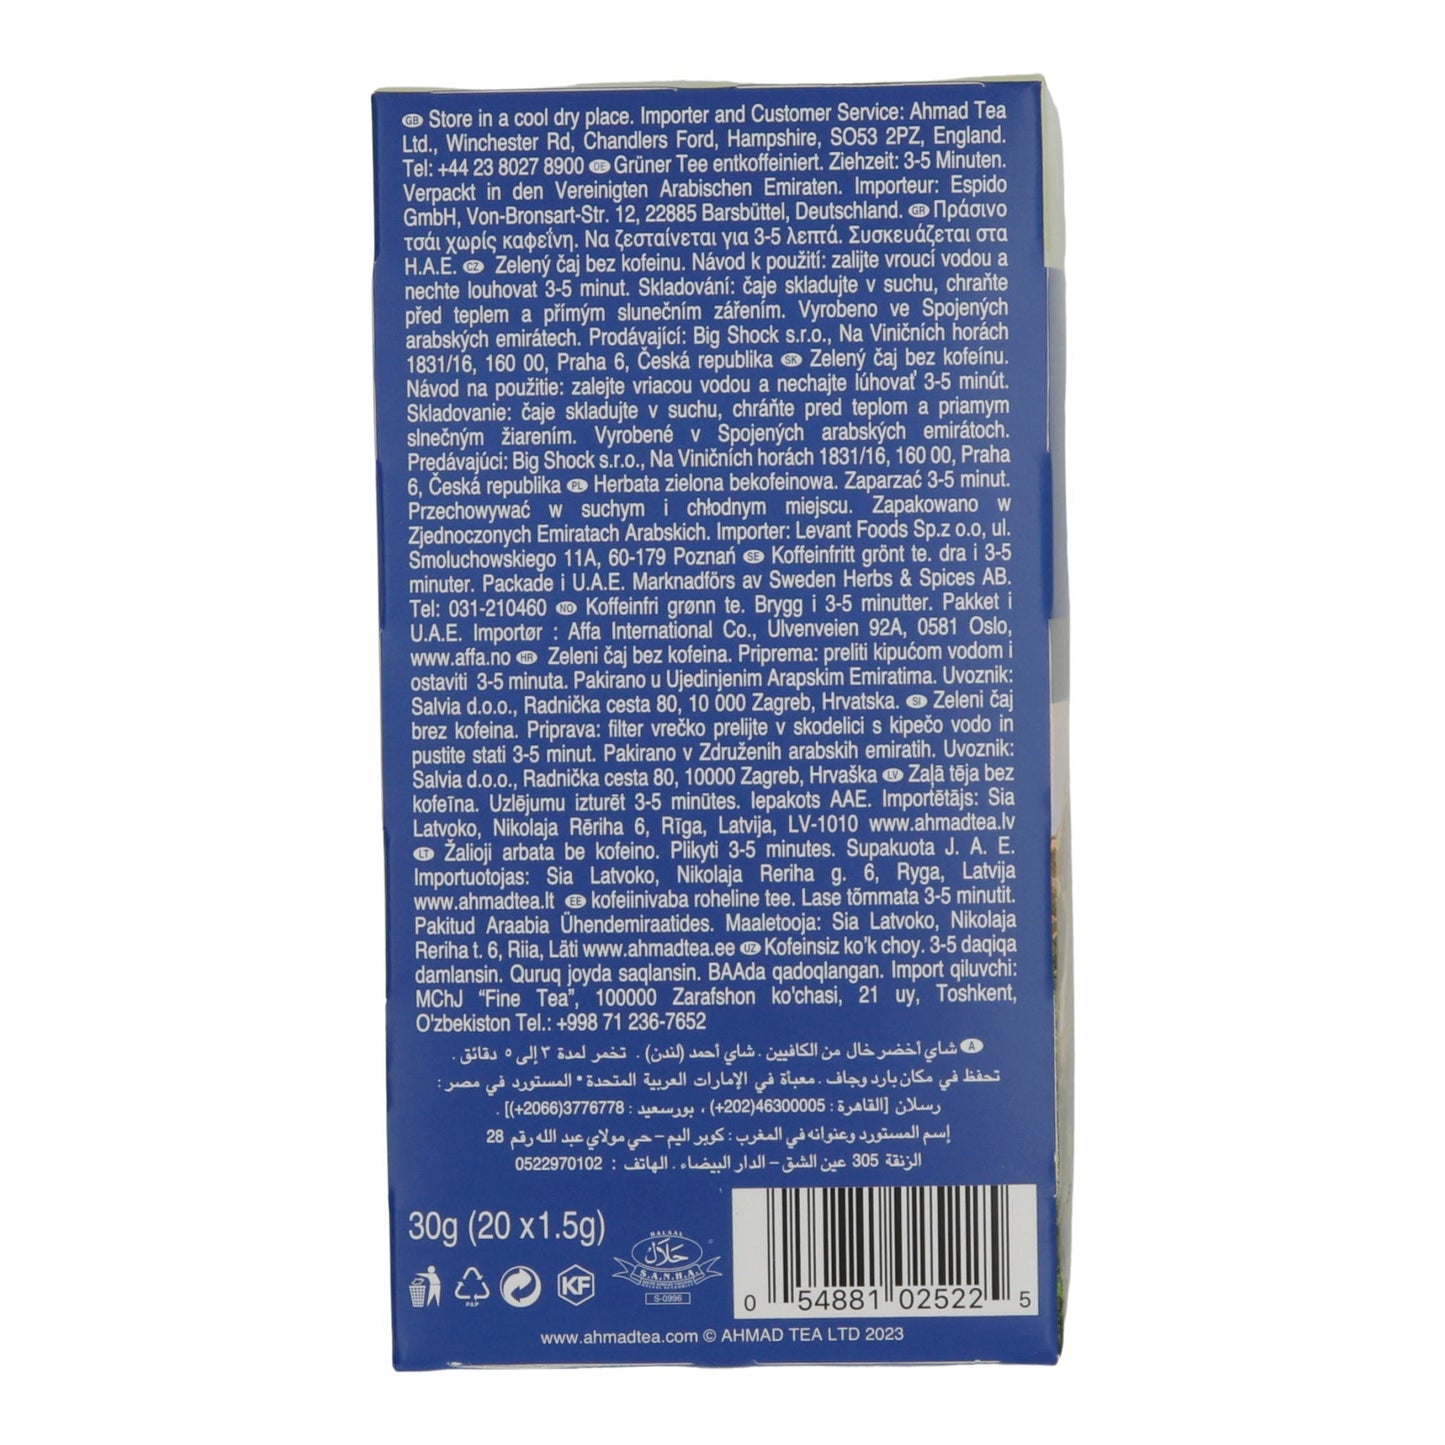 GB Store in a cool dry place. Importer and Customer Service: Ahmad Tea
Ltd., Winchester Rd, Chandlers Ford, Hampshire, SO53 2PZ, England.
Tel: +44 23 8027 8900 DE Grüner Tee entkoffeiniert. Ziehzeit: 3-5 Minuten.
Verpackt in den Vereinigten Arabischen Emiraten. Importeur: Espido
GmbH, Von-Bronsart-Str. 12, 22885 Barsbüttel, Deutschland. GR Πράσινο
τσάι χωρίς καφεΐνη. Να ζεσταίνεται για 3-5 λεπτά. Συσκευάζεται στα
Η.Α.Ε. CZ Zelený čaj bez kofeinu. Návod k použití: zalijte vroucí vodou a
nechte louhovat 3-5 minut. Skladování: čaje skladujte v suchu, chraňte
před teplem a přímým slunečním zářením. Vyrobeno ve Spojených
arabských emirátech. Prodávající: Big Shock s.r.o., Na Viničních horách
1831/16, 160 00, Praha 6, Česká republika SK Zelený čaj bez kofeínu.
Návod na použitie: zalejte vriacou vodou a nechajte lúhovať 3-5 minút.
Skladovanie: čaje skladujte v suchu, chráňte pred teplom a priamym
slnečným žiarením. Vyrobené v Spojených arabských emirátoch.
Predávajúci: Big Shock s.r.o., Na Viničních horách 1831/16, 160 00, Praha
6, Česká republika PL Herbata zielona bekofeinowa. Zaparzać 3-5 minut.
Przechowywać w suchym i chłodnym miejscu. Zapakowano w
Zjednoczonych Emiratach Arabskich. Importer: Levant Foods Sp.z o.o, ul.
Smoluchowskiego 11A, 60-179 Poznań SE Koffeinfritt grönt te. dra i 3-5
minuter. Packade i U.A.E. Marknadförs av Sweden Herbs & Spices AB.
Tel: 031-210460 NO Koffeinfri grønn te. Brygg i 3-5 minutter. Pakket i
U.A.E. Importør : Affa International Co., Ulvenveien 92A, 0581 Oslo,
www.affa.no HR Zeleni čaj bez kofeina. Priprema: preliti kipućom vodom i
ostaviti 3-5 minuta. Pakirano u Ujedinjenim Arapskim Emiratima. Uvoznik:
Salvia d.o.o., Radnička cesta 80, 10 000 Zagreb, Hrvatska. SI Zeleni čaj
brez kofeina. Priprava: filter vrečko prelijte v skodelici s kipečo vodo in
pustite stati 3-5 minut. Pakirano v Združenih arabskih emiratih. Uvoznik:
Salvia d.o.o., Radnička cesta 80, 10000 Zagreb, Hrvaška LV Zaļā tēja bez
kofeīna. Uzlējumu izturēt 3-5 minūtes. Iepakots AAE. Importētājs: Sia
Latvoko, Nikolaja Rēriha 6, Rīga, Latvija, LV-1010 www.ahmadtea.lv
LT Žalioji arbata be kofeino. Plikyti 3-5 minutes. Supakuota J. A. E.
Importuotojas: Sia Latvoko, Nikolaja Reriha g. 6, Ryga, Latvija
www.ahmadtea.lt EE kofeiinivaba roheline tee. Lase tõmmata 3-5 minutit.
Pakitud Araabia Ühendemiraatides. Maaletooja: Sia Latvoko, Nikolaja
Reriha t. 6, Riia, Läti www.ahmadtea.ee UZ Kofeinsiz ko'k choy. 3-5 daqiqa
damlansin. Quruq joyda saqlansin. BAAda qadoqlangan. Import qiluvchi:
MChJ “Fine Tea”, 100000 Zarafshon ko'chasi, 21 uy, Toshkent,
O'zbekiston Tel.: +998 71 236-7652
A شاي أخضر خال من الكافيين . شاي أحمد (لندن) . تخمر لمدة ٣ إلى ٥ دقائق .
تحفظ في مكان بارد وجاف . معبأة في الإمارات العربية المتحدة • المستورد في مصر :
رسلان [القاهرة : 46300005(202+) ، بورسعيد : 3776778(2066+)] .
إسم المستورد وعنوانه في المغرب : كوبر اليم – حي مولاي عبد الله رقم 28
الزنقة 305 عين الشق – الدار البيضاء . الهاتف : 0522970102
30g (20 x1.5g)
PAP
KF
HALAAL
حلال
S.A.N.H.A.
S-0996
0 54881 02522 5
www.ahmadtea.com © AHMAD TEA LTD 2023